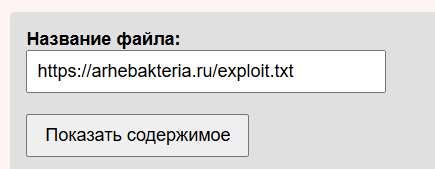 Название файла:
https://arhebakteria.ru/exploit.txt
Показать содержимое